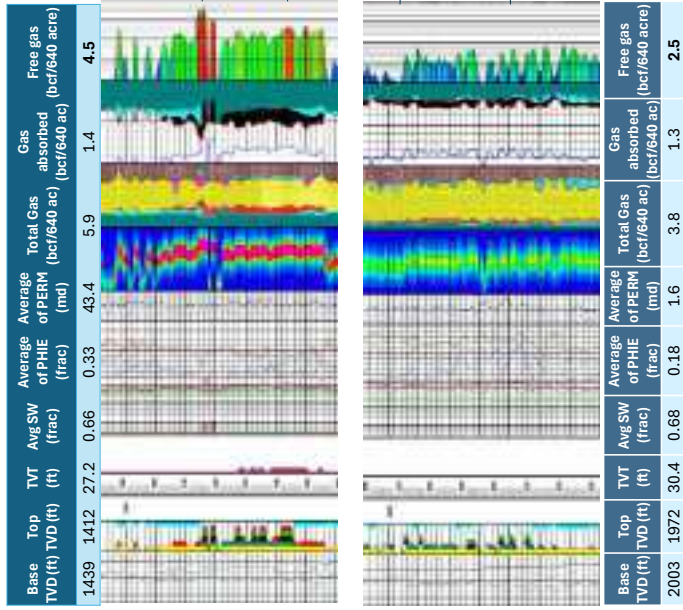 Base
TVD (ft)
Top
TVD (ft)
TVT
(ft)
Avg SW
(frac)
Average
of PHIE
(frac)
Average
of PERM
(md)
Total Gas
(bcf/640 ac)
Gas
absorbed
(bcf/640 ac)
Free gas
(bcf/640 acre)
1439
1412
27.2
0.66
0.33
43.4
5.9
1.4
4.5
Base
TVD (ft)
Top
TVD (ft)
TVT
(ft)
Avg SW
(frac)
Average
of PHIE
(frac)
Average
of PERM
(md)
Total Gas
(bcf/640 ac)
Gas
absorbed
(bcf/640 ac)
Free gas
(bcf/640 acre)
2003
1972
30.4
0.68
0.18
1.6
3.8
1.3
2.5